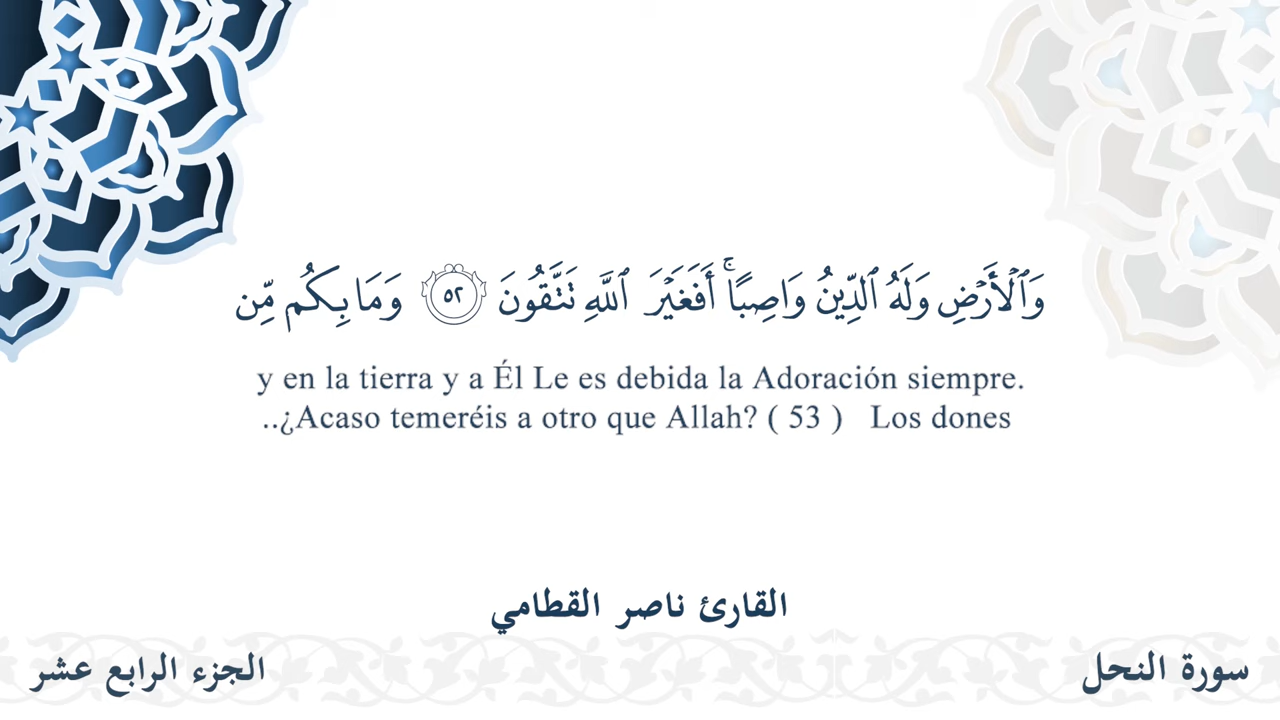 وَٱلْأَرْضِ وَلَهُ ٱلدِّينُ وَاصِبًا ۚ أَفَغَيْرَ ٱللَّهِ تَتَّقُونَ ٥٢ وَمَا بِكُم مِّن
y en la tierra y a Él Le es debida la Adoración siempre.
..¿Acaso temeréis a otro que Allah? ( 53 ) Los dones
القارئ ناصر القطامي
سورة النحل
الجزء الرابع عشر